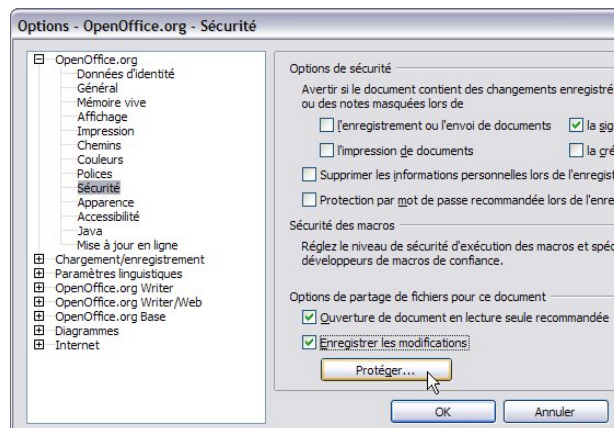 Options - OpenOffice.org - Sécurité
OpenOffice.org
Données d'identité
Général
Mémoire vive
Affichage
Impression
Chemins
Couleurs
Polices
Sécurité
Apparence
Accessibilité
Java
Mise à jour en ligne
Chargement/enregistrement
Paramètres linguistiques
OpenOffice.org Writer
OpenOffice.org Writer/Web
OpenOffice.org Base
Diagrammes
Internet
Options de sécurité
Avertir si le document contient des changements enregistré
ou des notes masquées lors de
l'enregistrement ou l'envoi de documents la sig
l'impression de documents la cré
Supprimer les informations personnelles lors de l'enregist
Protection par mot de passe recommandée lors de l'enre
Sécurité des macros
Réglez le niveau de sécurité d'exécution des macros et spéc
développeurs de macros de confiance.
Options de partage de fichiers pour ce document
Ouverture de document en lecture seule recommandée
Enregistrer les modifications
Protéger...
OK Annuler